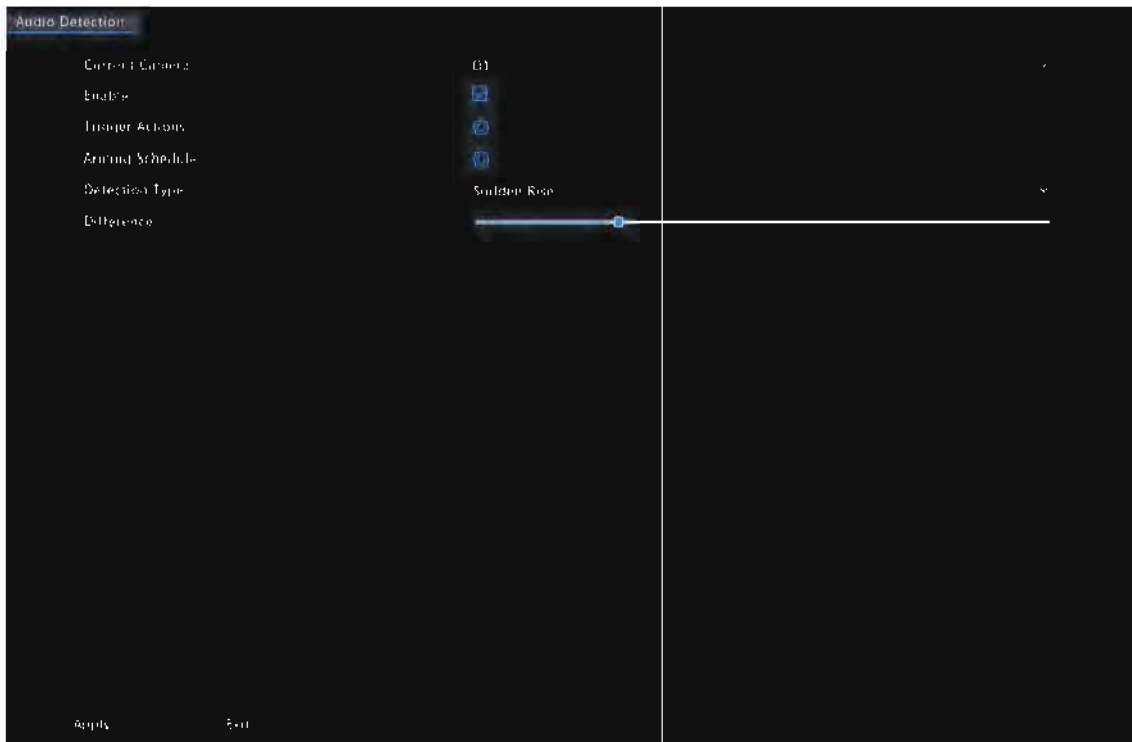 Audio Detection
Current Camera D1
Enable
Trigger Actions
Arming Schedule
Detection Type Sudden Rise
Difference
Apply Exit